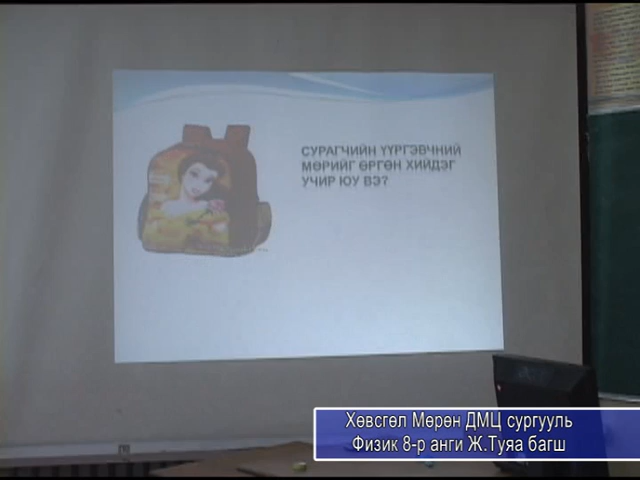 СУРАГЧИЙН ҮҮРГЭВЧНИЙ
МӨРИЙГ ӨРГӨН ХИЙДЭГ
УЧИР ЮУ ВЭ?
Хөвсгөл Мөрөн ДМЦ сургууль
Физик 8-р анги Ж.Туяа багш